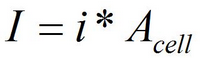 I = i * A_cell